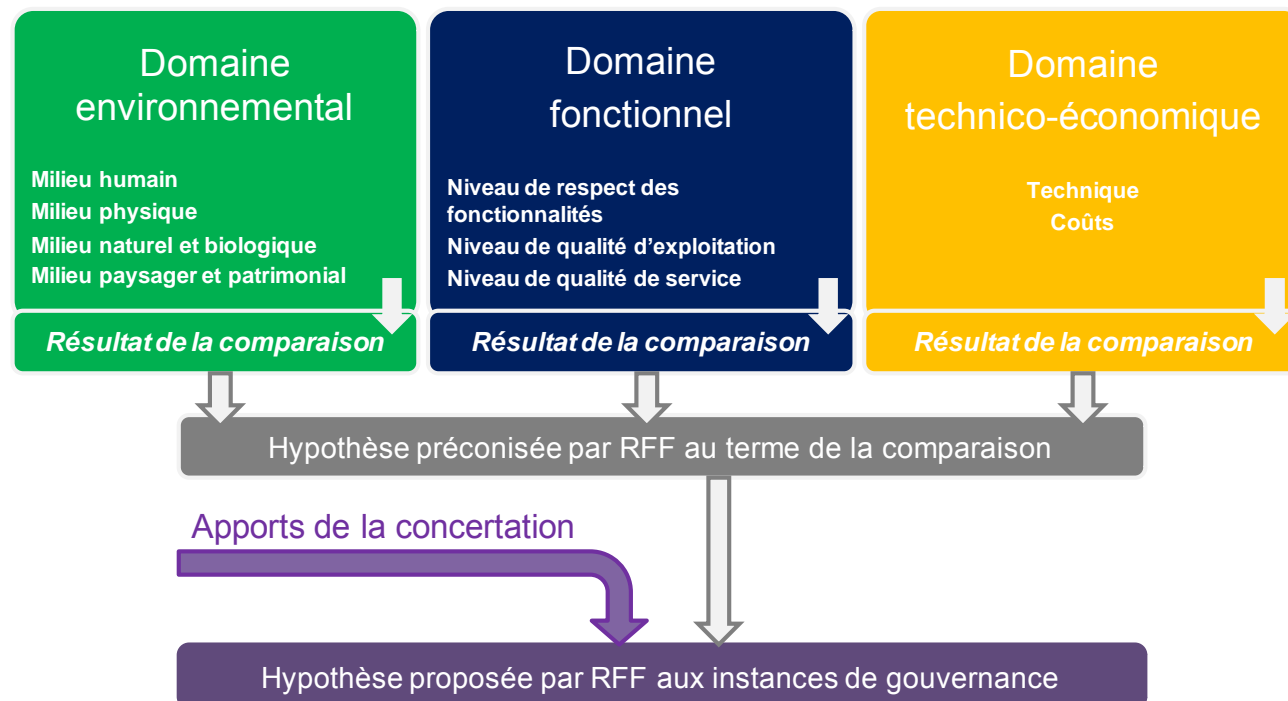 Domaine
environnemental
Milieu humain
Milieu physique
Milieu naturel et biologique
Milieu paysager et patrimonial
Résultat de la comparaison
Domaine
fonctionnel
Niveau de respect des
fonctionnalités
Niveau de qualité d'exploitation
Niveau de qualité de service
Résultat de la comparaison
Domaine
technico-économique
Technique
Coûts
Résultat de la comparaison
Hypothèse préconisée par RFF au terme de la comparaison
Apports de la concertation
Hypothèse proposée par RFF aux instances de gouvernance